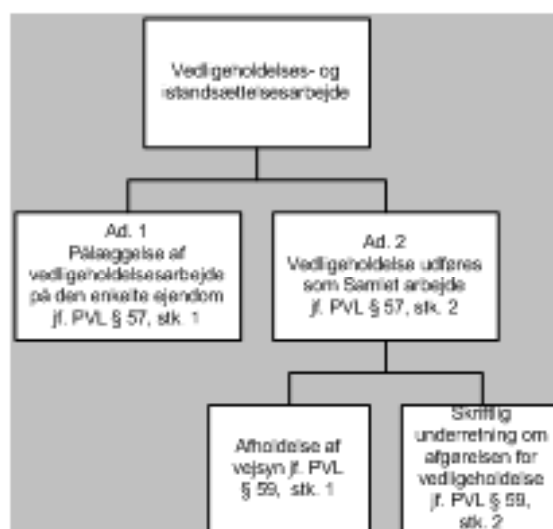 Vedligeholdelses- og
istandsættelsesarbejde
Ad. 1
Pålæggelse af
vedligeholdelsesarbejde
på den enkelte ejendom
jf. PVL § 57, stk. 1
Ad. 2
Vedligeholdelse udføres
som Samlet arbejde
jf. PVL § 57, stk. 2
Afholdelse af
vejsyn jf. PVL
§ 59, stk. 1
Skriftlig
underretning om
afgørelsen for
vedligeholdelse
jf. PVL § 59,
stk. 2